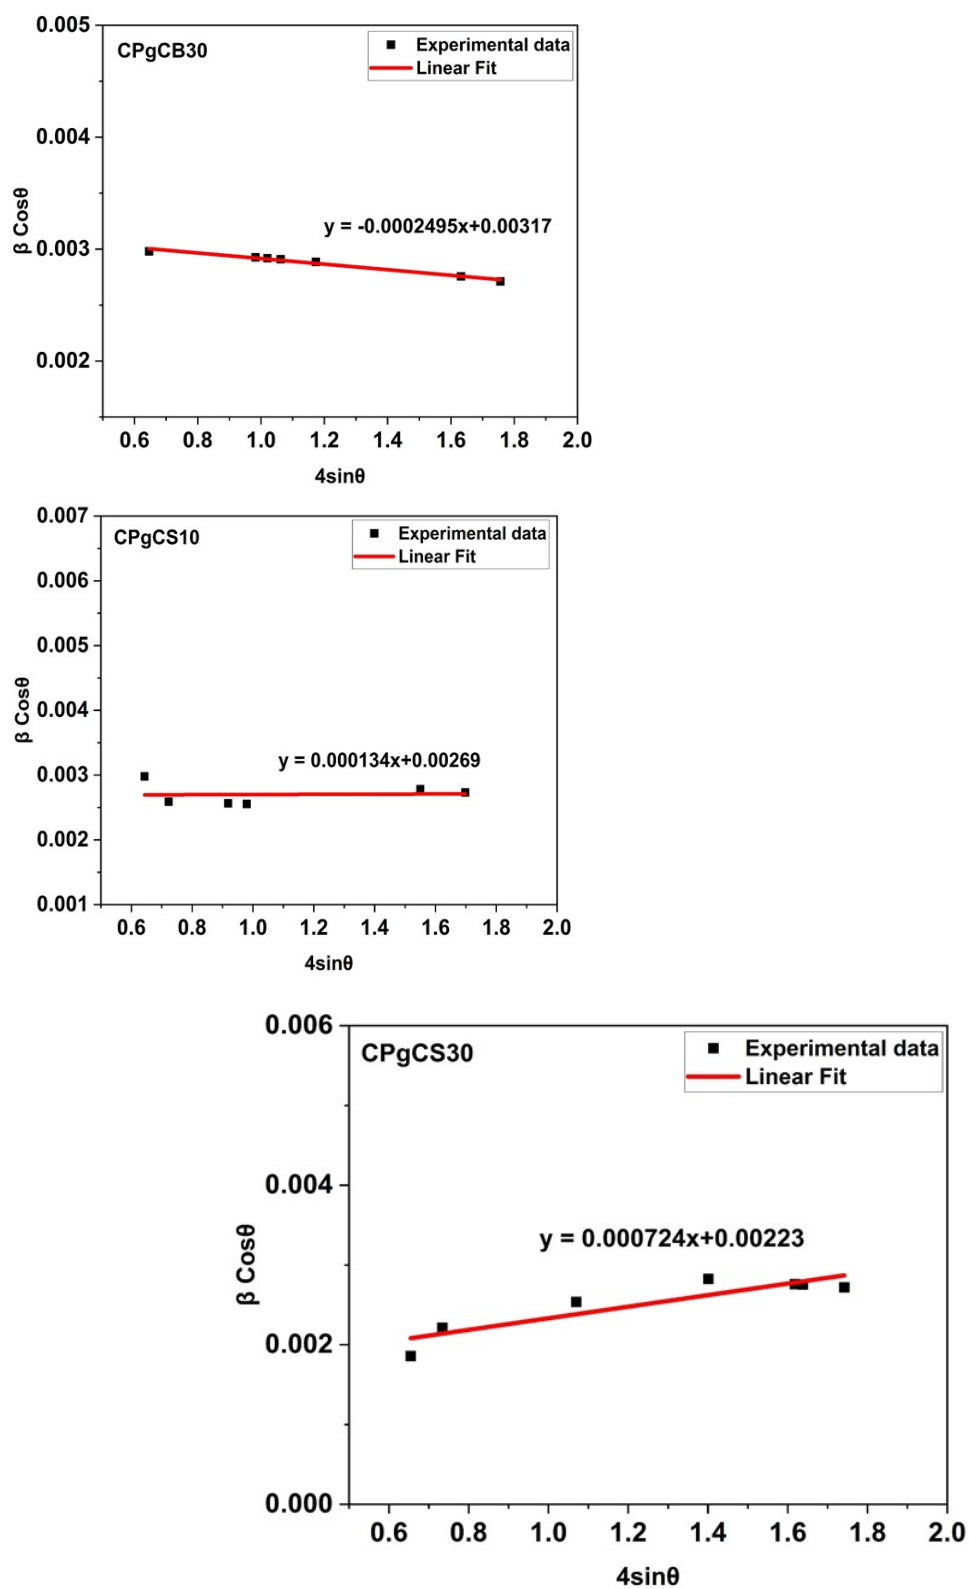 CPgCB30
Experimental data
Linear Fit
0.005
0.004
0.003
0.002
β Cosθ
y = -0.0002495x+0.00317
0.6 0.8 1.0 1.2 1.4 1.6 1.8 2.0
4sinθ
CPgCS10
Experimental data
Linear Fit
0.007
0.006
0.005
0.004
0.003
0.002
0.001
β Cosθ
y = 0.000134x+0.00269
0.6 0.8 1.0 1.2 1.4 1.6 1.8 2.0
4sinθ
CPgCS30
Experimental data
Linear Fit
0.006
0.004
0.002
0.000
β Cosθ
y = 0.000724x+0.00223
0.6 0.8 1.0 1.2 1.4 1.6 1.8 2.0
4sinθ